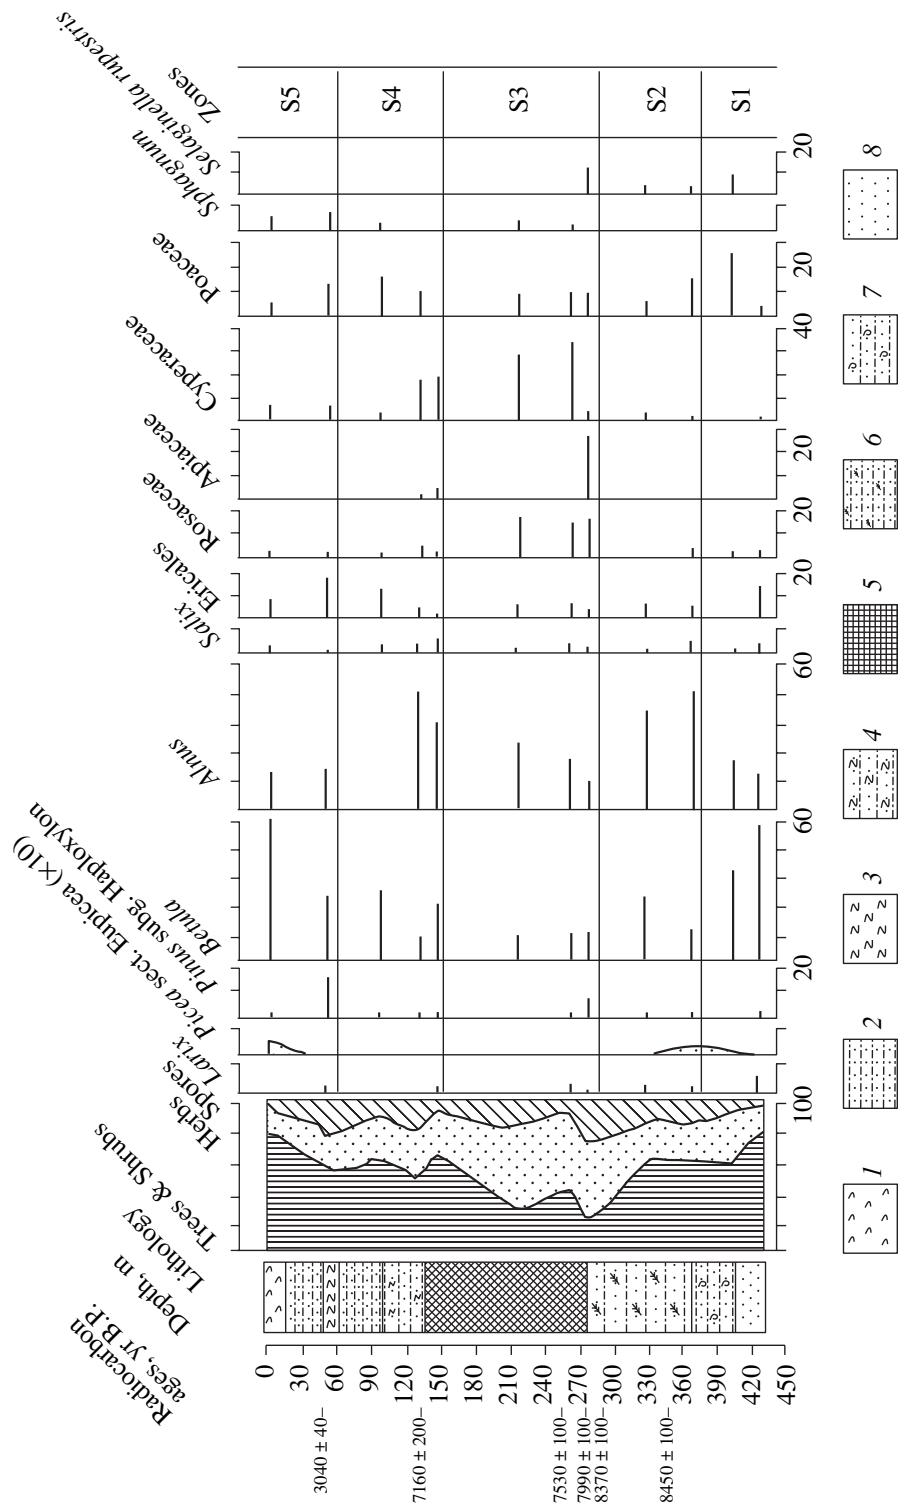 Radiocarbon
ages, yr B.P.
Depth, m
Lithology
Trees & Shrubs
Herbs
Spores
Larix
Picea sect. Eupicea (×10)
Pinus subg. Haploxylon
Betula
Alnus
Salix
Ericales
Rosaceae
Apiaceae
Cyperaceae
Poaceae
Sphagnum
Selaginella rupestris
Zones
3040 ± 40
7160 ± 200
7530 ± 100
7990 ± 100
8370 ± 100
8450 ± 100
0
30
60
90
120
150
180
210
240
270
300
330
360
390
420
450
S5
S4
S3
S2
S1
100
20
60
60
20
20
20
40
20
20
1
2
3
4
5
6
7
8